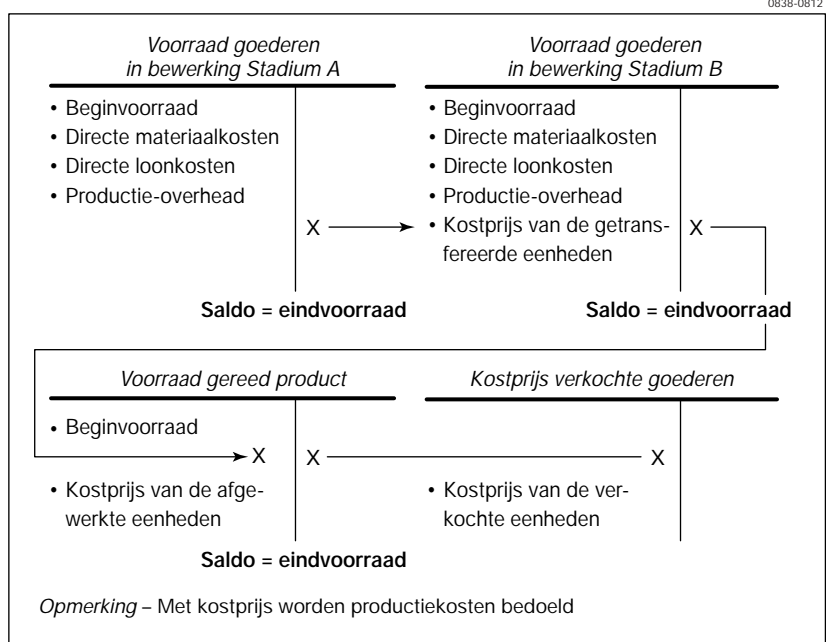 0838-0812
Voorraad goederen
in bewerking Stadium A
Voorraad goederen
in bewerking Stadium B
• Beginvoorraad
• Directe materiaalkosten
• Directe loonkosten
• Productie-overhead
X
• Beginvoorraad
• Directe materiaalkosten
• Directe loonkosten
• Productie-overhead
• Kostprijs van de getrans-
fereerde eenheden
X
Saldo = eindvoorraad
Saldo = eindvoorraad
Voorraad gereed product
Kostprijs verkochte goederen
• Beginvoorraad
X
X
X
• Kostprijs van de afge-
werkte eenheden
• Kostprijs van de ver-
kochte eenheden
Saldo = eindvoorraad
Opmerking – Met kostprijs worden productiekosten bedoeld